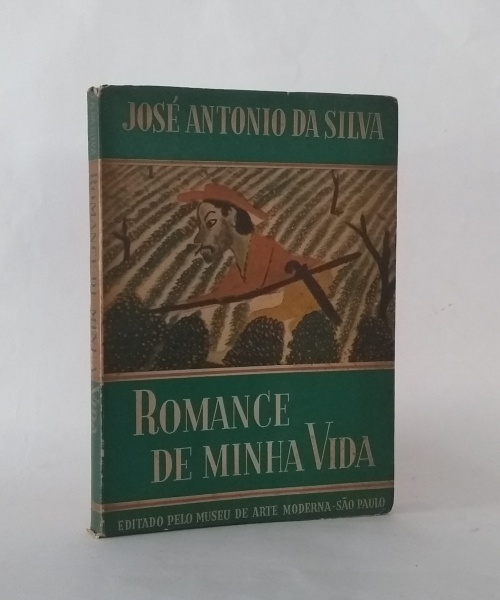 JOSÉ ANTONIO DA SILVA
ROMANCE
DE MINHA VIDA
EDITADO PELO MUSEU DE ARTE MODERNA - SÃO PAULO